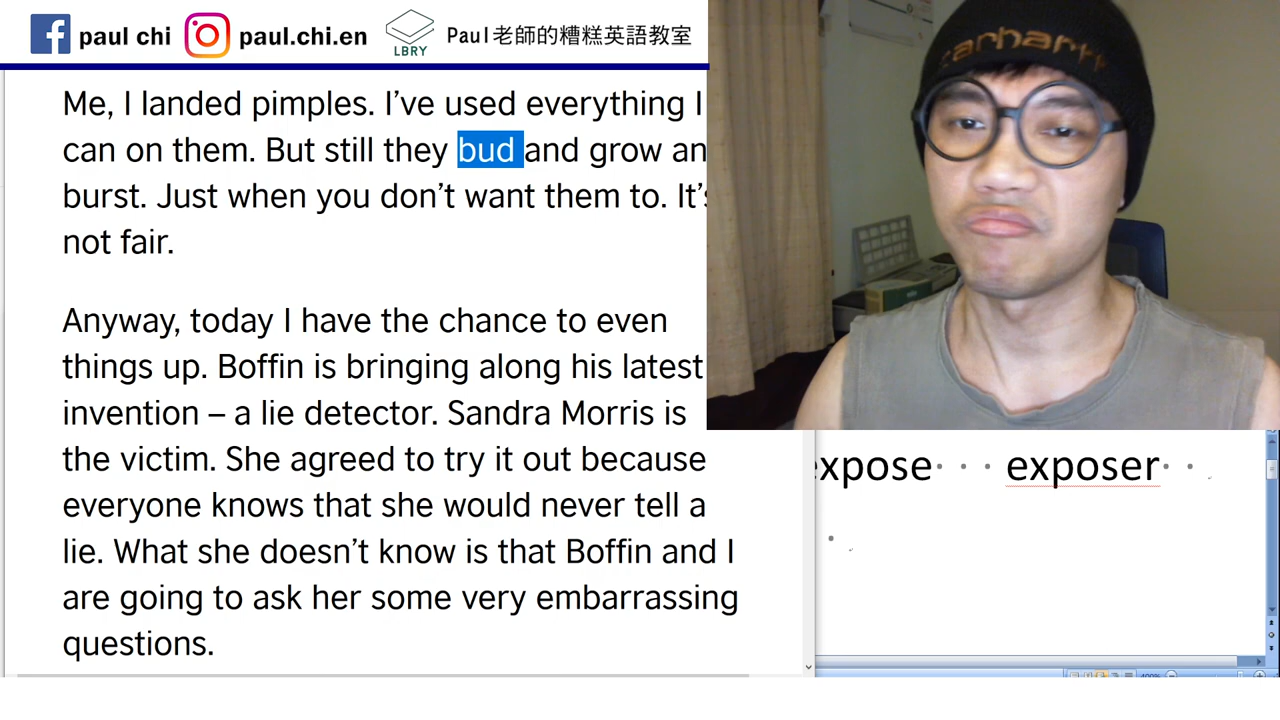 paul chi
paul.chi.en
LBRY
Paul老師的糟糕英語教室
carhartt
Me, I landed pimples. I’ve used everything I
can on them. But still they bud and grow an
burst. Just when you don’t want them to. It’s
not fair.
Anyway, today I have the chance to even
things up. Boffin is bringing along his latest
invention – a lie detector. Sandra Morris is
the victim. She agreed to try it out because
everyone knows that she would never tell a
lie. What she doesn’t know is that Boffin and I
are going to ask her some very embarrassing
questions.
expose exposer
400%